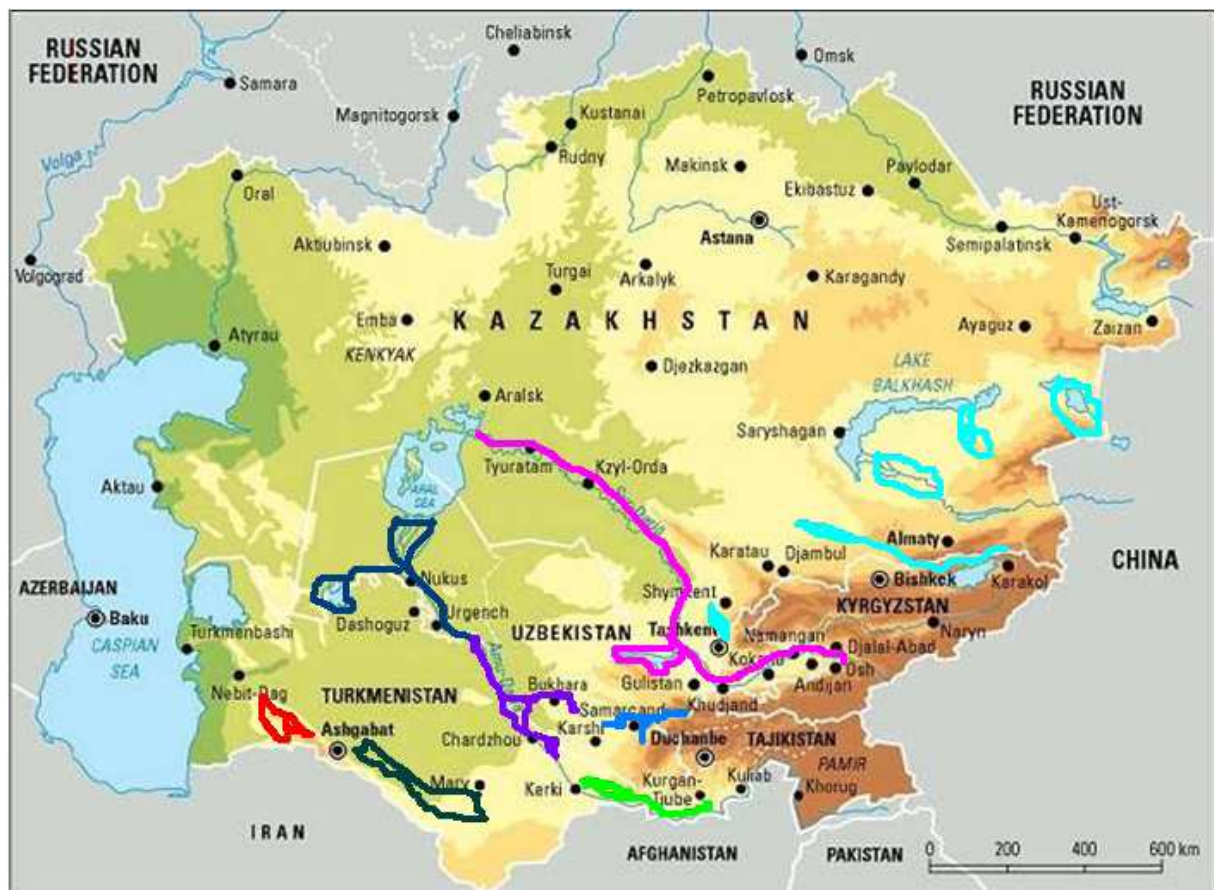 Cheliabinsk
RUSSIAN
FEDERATION
Omsk
Samara
Petropavlosk
RUSSIAN
FEDERATION
Magnitogorsk
Kustanai
Volga
Rudny
Makinsk
Pavlodar
Oral
Ekibastuz
Ust-
Kamenogorsk
Astana
Semipalatinsk
Aktiubinsk
Volgograd
Turgai
Arkalyk
Karagandy
Emba
KAZAKHSTAN
Ayaguz
Zaizan
Atyrau
KENKYAK
LAKE
BALKHASH
Djezkazgan
Aralsk
Saryshagan
Tyuratam
Kzyl-Orda
Aktau
ARAL
SEA
Daria
Almaty
Karatau
Djambul
CHINA
AZERBAIJAN
Nukus
Bishkek
Karakol
Shymkent
KYRGYZSTAN
Baku
Urgench
Dashoguz
UZBEKISTAN
Tashkent
Namangan
Naryn
CASPIAN
SEA
Turkmenbashi
Djalal-Abad
Kokand
Osh
Nebit-Dag
Gulistan
Andijan
TURKMENISTAN
Bukhara
Khudjand
Samarcand
Ashgabat
Chardzhou
Karshi
Duchanbe
TAJIKISTAN
PAMIR
Mary
Kerki
Kurgan-
Tiube
Kuliab
Khorug
IRAN
AFGHANISTAN
PAKISTAN
0 200 400 600 km